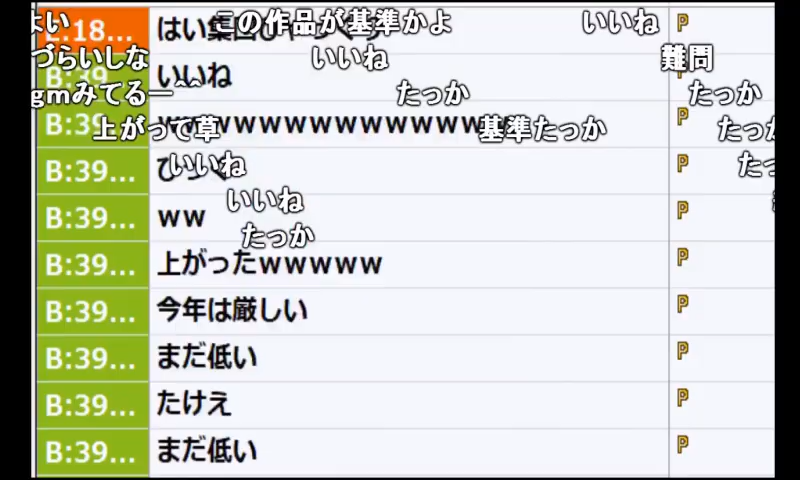 よい この作品が基準かよ いいね
E:18... はい集 P
づらいしな いいね 難問
B:39... いいね
gmみてるー^^ たっか たっか
B:39... wwwwwwwwwwwww P
上がって草 基準たっか たっか
いいね たっ
B:39... P
いいね
B:39... ww P
たっか
B:39... 上がったwwwww P
B:39... 今年は厳しい P
B:39... まだ低い P
B:39... たけえ P
B:39... まだ低い P